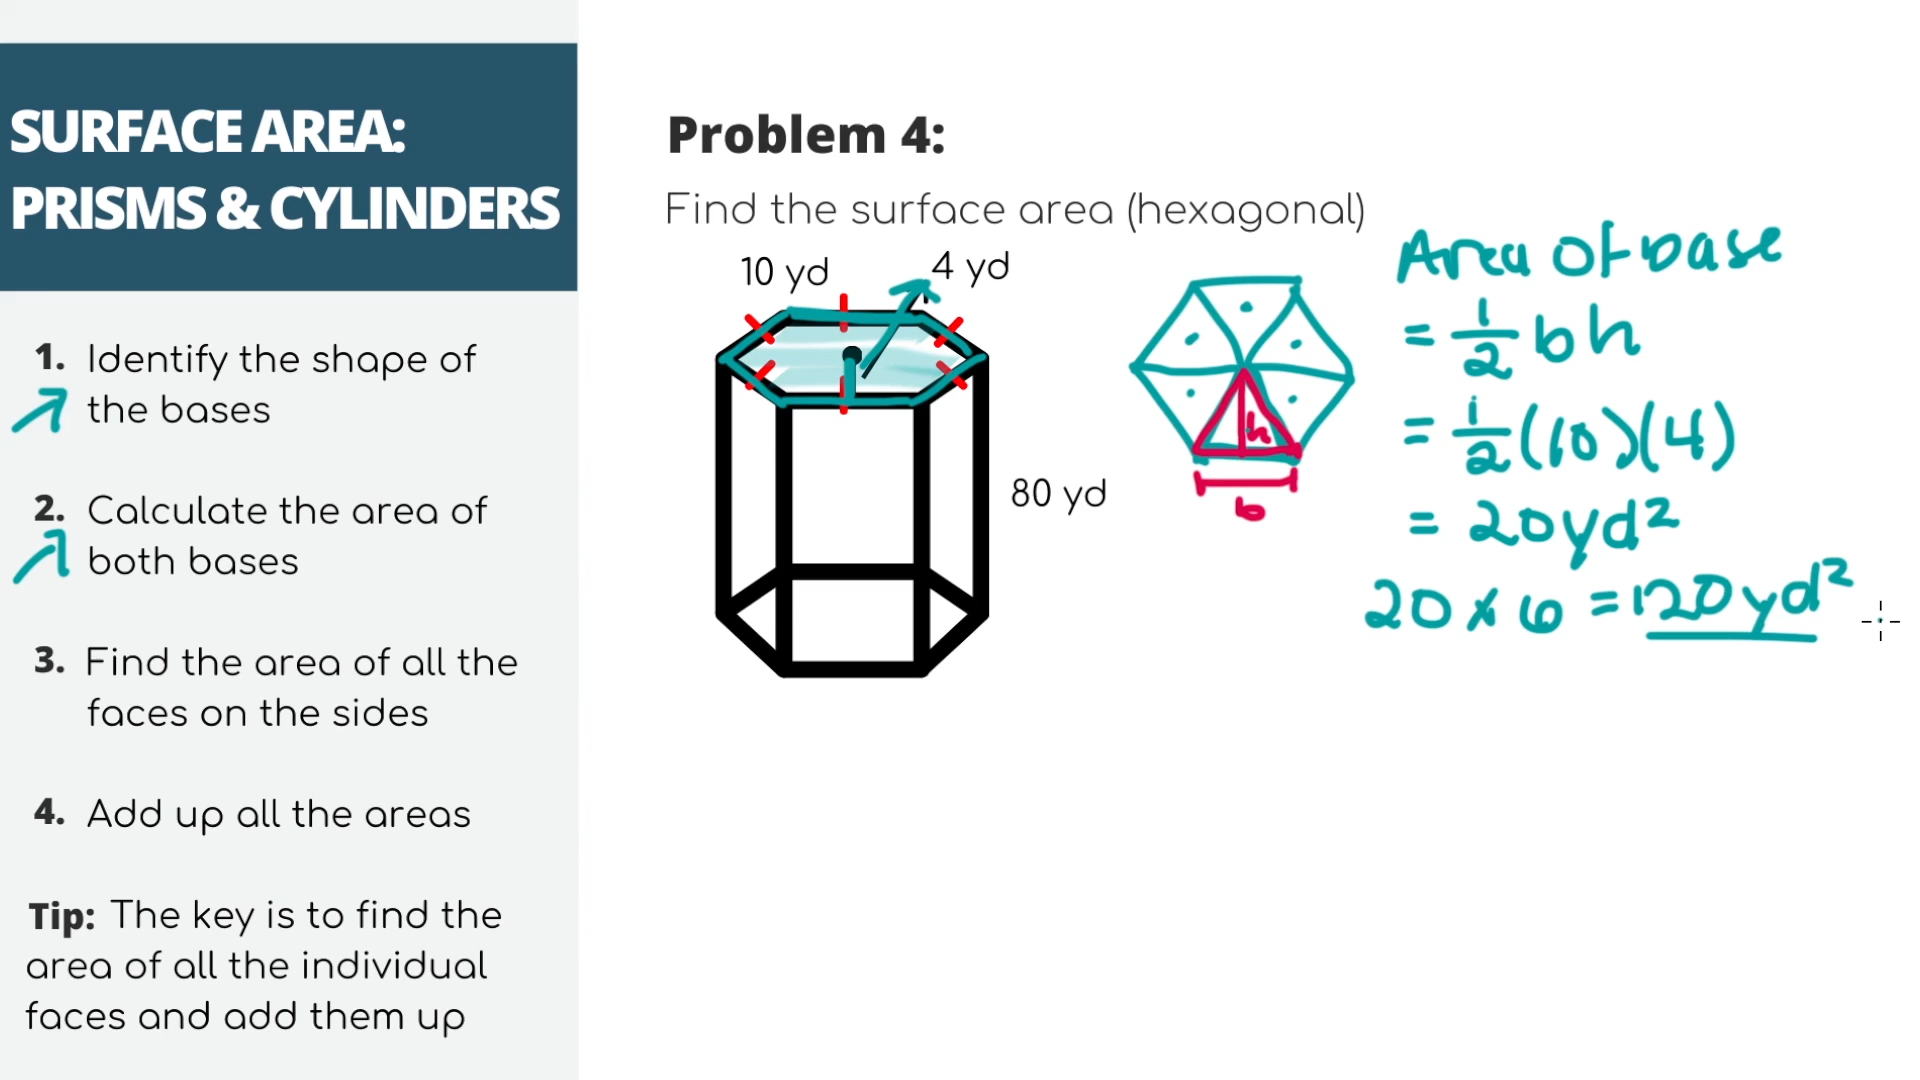 SURFACE AREA:
PRISMS & CYLINDERS
1. Identify the shape of
the bases
2. Calculate the area of
both bases
3. Find the area of all the
faces on the sides
4. Add up all the areas
Tip: The key is to find the
area of all the individual
faces and add them up
Problem 4:
Find the surface area (hexagonal)
10 yd
4 yd
80 yd
h
b
Area of base
= 1/2 bh
= 1/2 (10)(4)
= 20yd²
20 × 6 = 120yd²